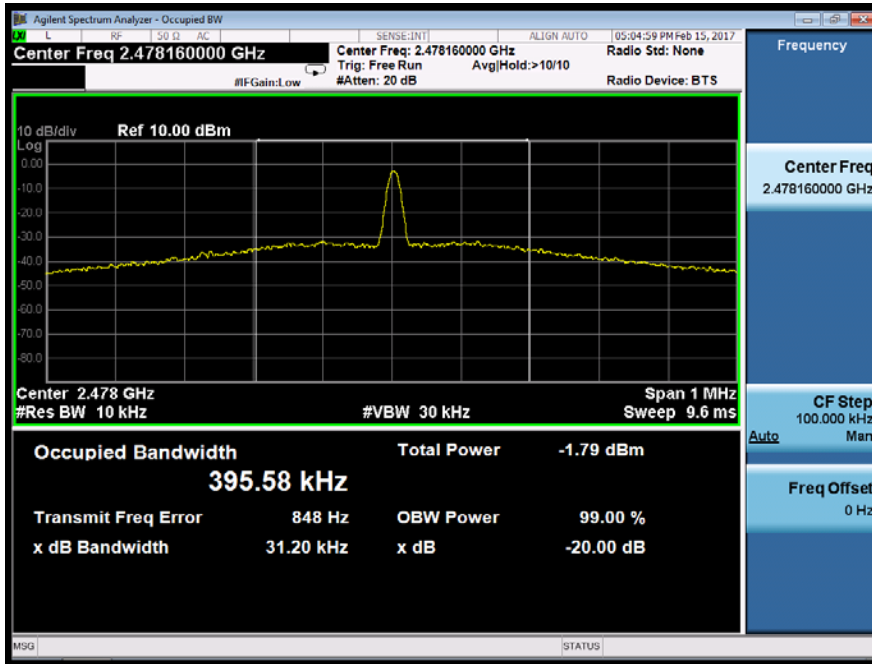 Agilent Spectrum Analyzer - Occupied BW
LXI L RF 50 Ω AC SENSE:INT ALIGN AUTO 05:04:59 PM Feb 15, 2017
Center Freq 2.478160000 GHz
Center Freq: 2.478160000 GHz Radio Std: None
Trig: Free Run Avg|Hold:>10/10
#IFGain:Low #Atten: 20 dB Radio Device: BTS
10 dB/div Ref 10.00 dBm
Log
0.00
-10.0
-20.0
-30.0
-40.0
-50.0
-60.0
-70.0
-80.0
Center 2.478 GHz Span 1 MHz
#Res BW 10 kHz #VBW 30 kHz Sweep 9.6 ms
Occupied Bandwidth Total Power -1.79 dBm
395.58 kHz
Transmit Freq Error 848 Hz OBW Power 99.00 %
x dB Bandwidth 31.20 kHz x dB -20.00 dB
MSG STATUS
Frequency
Center Freq
2.478160000 GHz
CF Step
100.000 kHz
Auto Man
Freq Offset
0 Hz